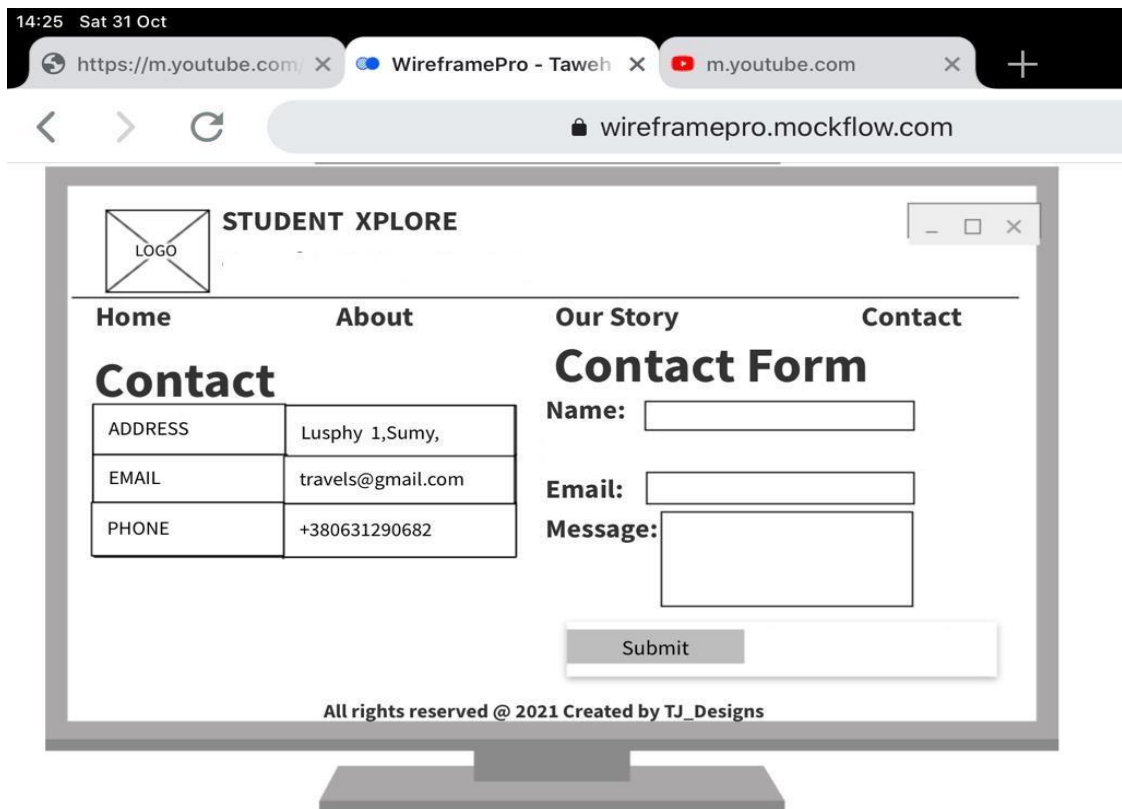 14:25 Sat 31 Oct
https://m.youtube.com/
WireframePro - Taweh
m.youtube.com
wireframepro.mockflow.com
LOGO
STUDENT XPLORE
Home About Our Story Contact
Contact
ADDRESS Lusphy 1,Sumy,
EMAIL travels@gmail.com
PHONE +380631290682
Contact Form
Name:
Email:
Message:
Submit
All rights reserved @ 2021 Created by TJ_Designs